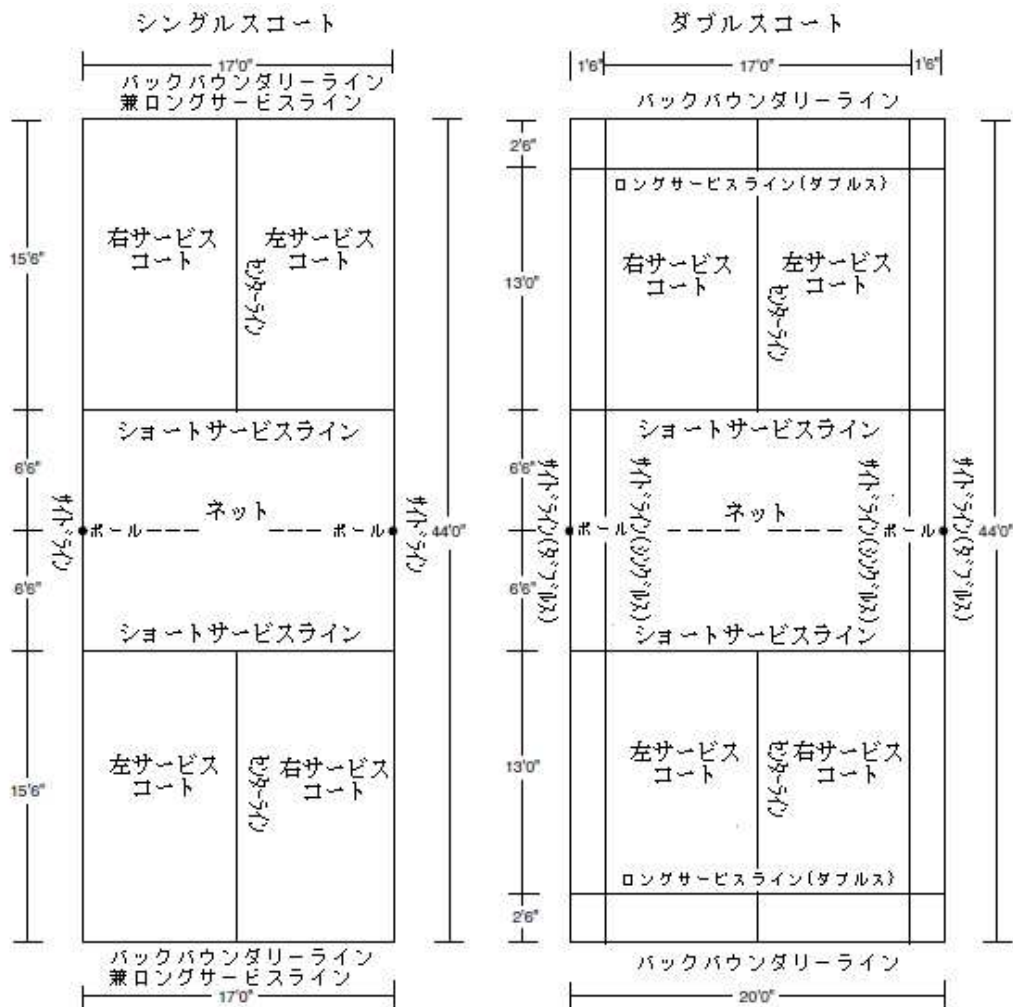 シングルスコート
17'0"
バックバウンダリーライン
兼ロングサービスライン
15'6"
右サービス
コート
左サービス
コート
センターライン
ショートサービスライン
6'6"
サイドライン
ポール
ネット
ポール
サイドライン
44'0"
6'6"
ショートサービスライン
15'6"
左サービス
コート
センターライン
右サービス
コート
バックバウンダリーライン
兼ロングサービスライン
17'0"
ダブルスコート
1'6"
17'0"
1'6"
バックバウンダリーライン
2'6"
ロングサービスライン(ダブルス)
13'0"
右サービス
コート
左サービス
コート
センターライン
ショートサービスライン
6'6"
サイドライン(ダブルス)
ポール
サイドライン(シングルス)
ネット
サイドライン(シングルス)
ポール
サイドライン(ダブルス)
44'0"
6'6"
ショートサービスライン
13'0"
左サービス
コート
センターライン
右サービス
コート
ロングサービスライン(ダブルス)
2'6"
バックバウンダリーライン
20'0"